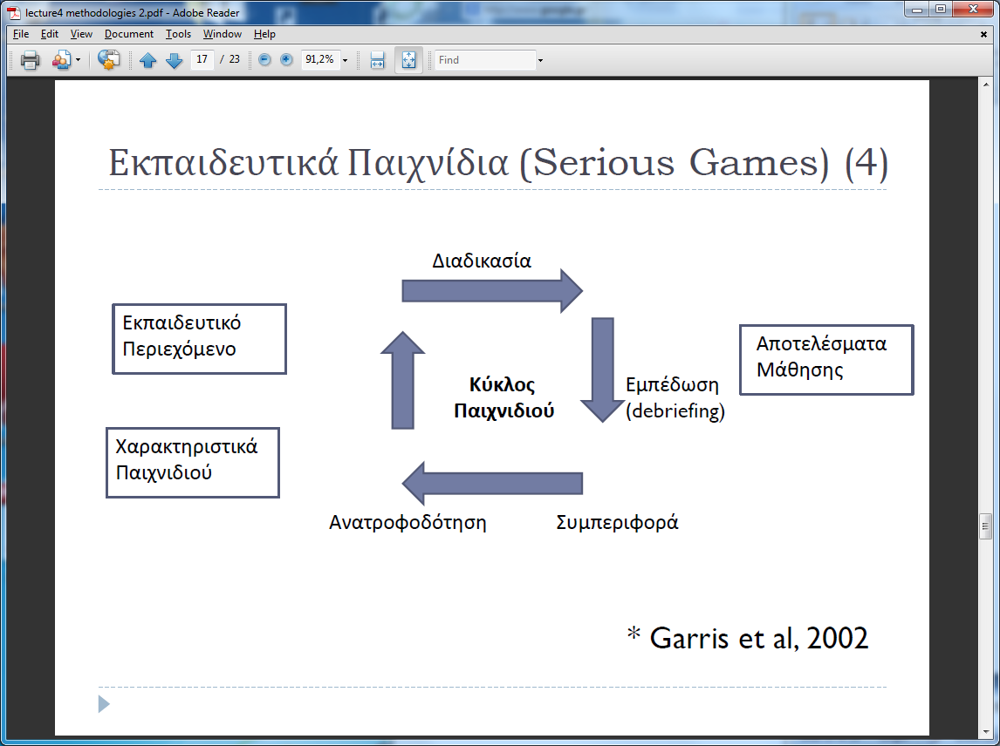 lecture4 methodologies 2.pdf - Adobe Reader
File Edit View Document Tools Window Help
17 / 23 91,2% Find
Εκπαιδευτικά Παιχνίδια (Serious Games) (4)
Διαδικασία
Εκπαιδευτικό
Περιεχόμενο
Αποτελέσματα
Μάθησης
Κύκλος
Παιχνιδιού
Εμπέδωση
(debriefing)
Χαρακτηριστικά
Παιχνιδιού
Ανατροφοδότηση
Συμπεριφορά
* Garris et al, 2002